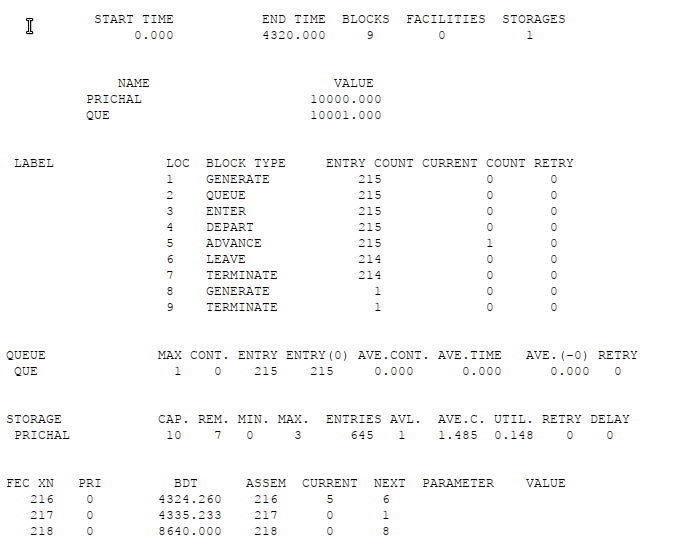 START TIME END TIME BLOCKS FACILITIES STORAGES
0.000 4320.000 9 0 1
NAME VALUE
PRICHAL 10000.000
QUE 10001.000
LABEL LOC BLOCK TYPE ENTRY COUNT CURRENT COUNT RETRY
1 GENERATE 215 0 0
2 QUEUE 215 0 0
3 ENTER 215 0 0
4 DEPART 215 0 0
5 ADVANCE 215 1 0
6 LEAVE 214 0 0
7 TERMINATE 214 0 0
8 GENERATE 1 0 0
9 TERMINATE 1 0 0
QUEUE MAX CONT. ENTRY ENTRY(0) AVE.CONT. AVE.TIME AVE.(-0) RETRY
QUE 1 0 215 215 0.000 0.000 0.000 0
STORAGE CAP. REM. MIN. MAX. ENTRIES AVL. AVE.C. UTIL. RETRY DELAY
PRICHAL 10 7 0 3 645 1 1.485 0.148 0 0
FEC XN PRI BDT ASSEM CURRENT NEXT PARAMETER VALUE
216 0 4324.260 216 5 6
217 0 4335.233 217 0 1
218 0 8640.000 218 0 8